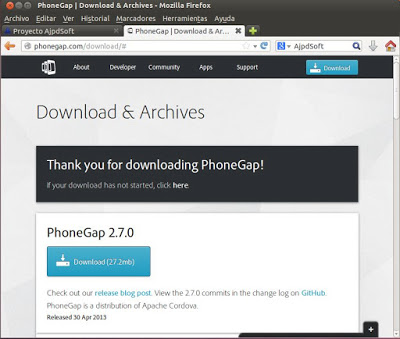 PhoneGap | Download & Archives - Mozilla Firefox
Archivo Editar Ver Historial Marcadores Herramientas Ayuda
Proyecto AjpdSoft
PhoneGap | Download & Ar...
phonegap.com/download/#
AjpdSoft
About Developer Community Apps Support
Download
Download & Archives
Thank you for downloading PhoneGap!
If your download has not started, click here.
PhoneGap 2.7.0
Download (27.2mb)
Check out our release blog post. View the 2.7.0 commits in the change log on GitHub.
PhoneGap is a distribution of Apache Cordova.
Released 30 Apr 2013